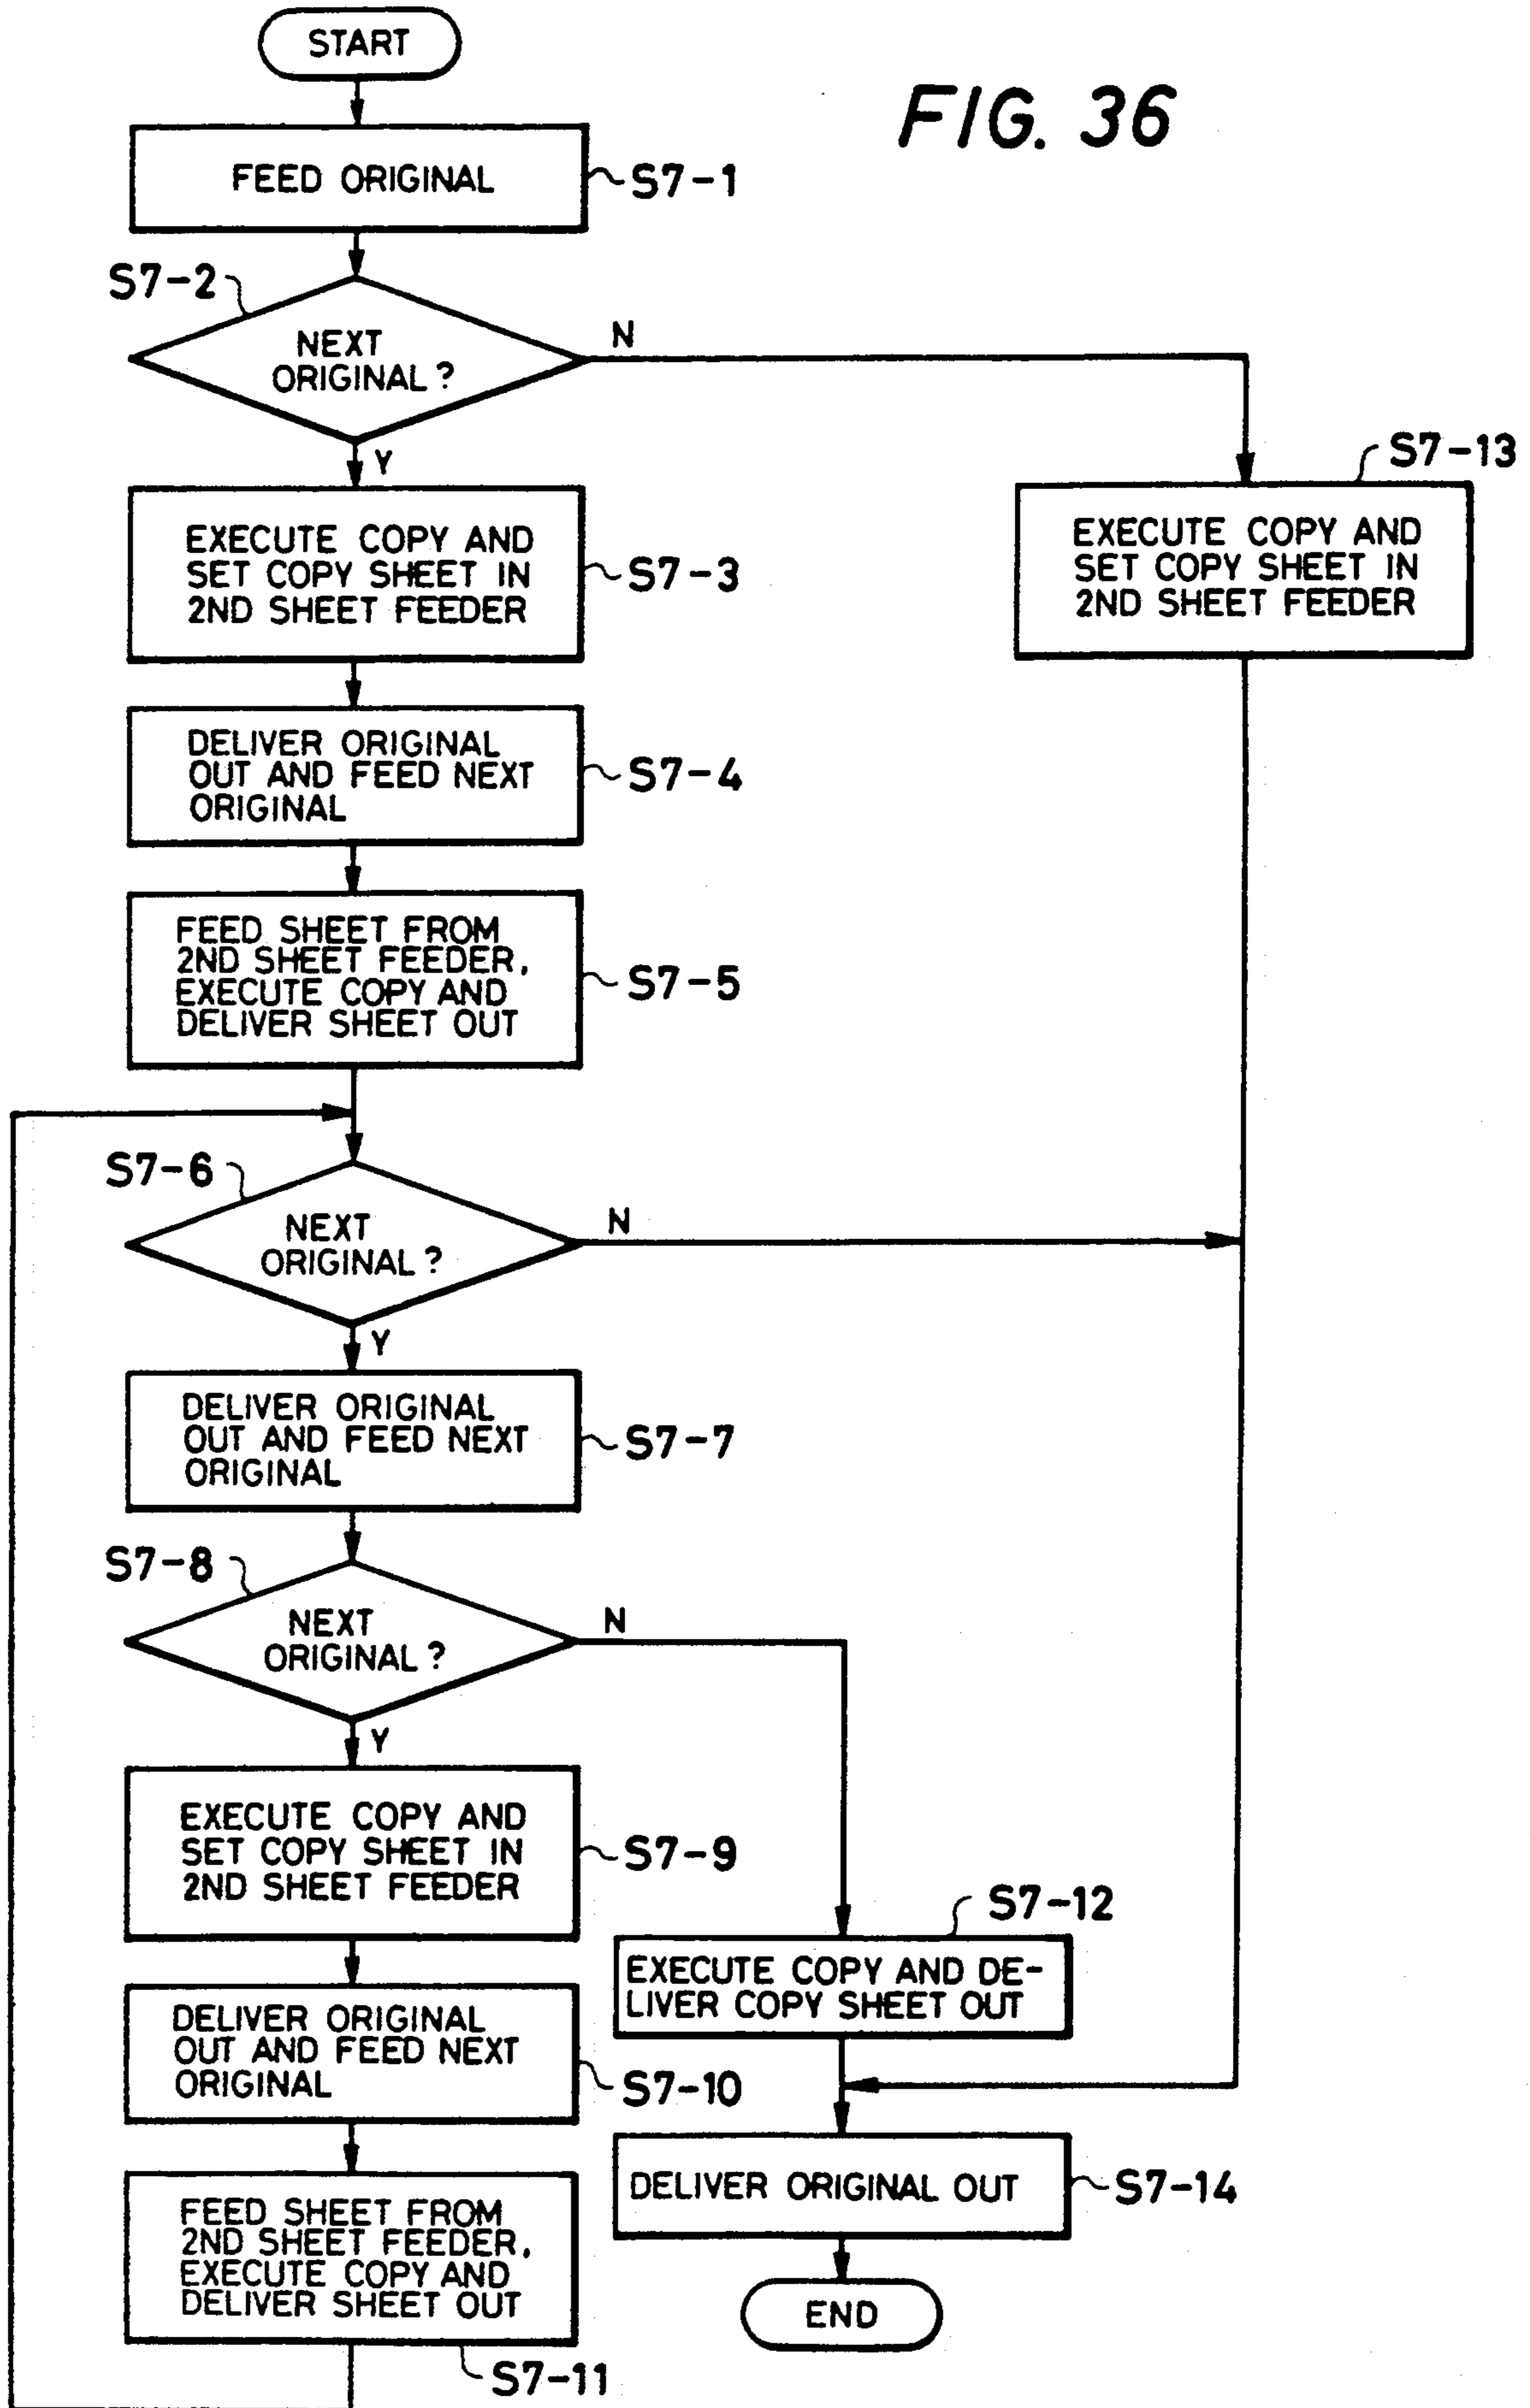 START
FIG. 36
FEED ORIGINAL
S7-1
S7-2
NEXT
ORIGINAL?
N
Y
S7-13
EXECUTE COPY AND
SET COPY SHEET IN
2ND SHEET FEEDER
S7-3
EXECUTE COPY AND
SET COPY SHEET IN
2ND SHEET FEEDER
DELIVER ORIGINAL
OUT AND FEED NEXT
ORIGINAL
S7-4
FEED SHEET FROM
2ND SHEET FEEDER,
EXECUTE COPY AND
DELIVER SHEET OUT
S7-5
S7-6
NEXT
ORIGINAL?
N
Y
DELIVER ORIGINAL
OUT AND FEED NEXT
ORIGINAL
S7-7
S7-8
NEXT
ORIGINAL?
N
Y
EXECUTE COPY AND
SET COPY SHEET IN
2ND SHEET FEEDER
S7-9
S7-12
EXECUTE COPY AND DE-
LIVER COPY SHEET OUT
DELIVER ORIGINAL
OUT AND FEED NEXT
ORIGINAL
S7-10
DELIVER ORIGINAL OUT
S7-14
FEED SHEET FROM
2ND SHEET FEEDER,
EXECUTE COPY AND
DELIVER SHEET OUT
S7-11
END